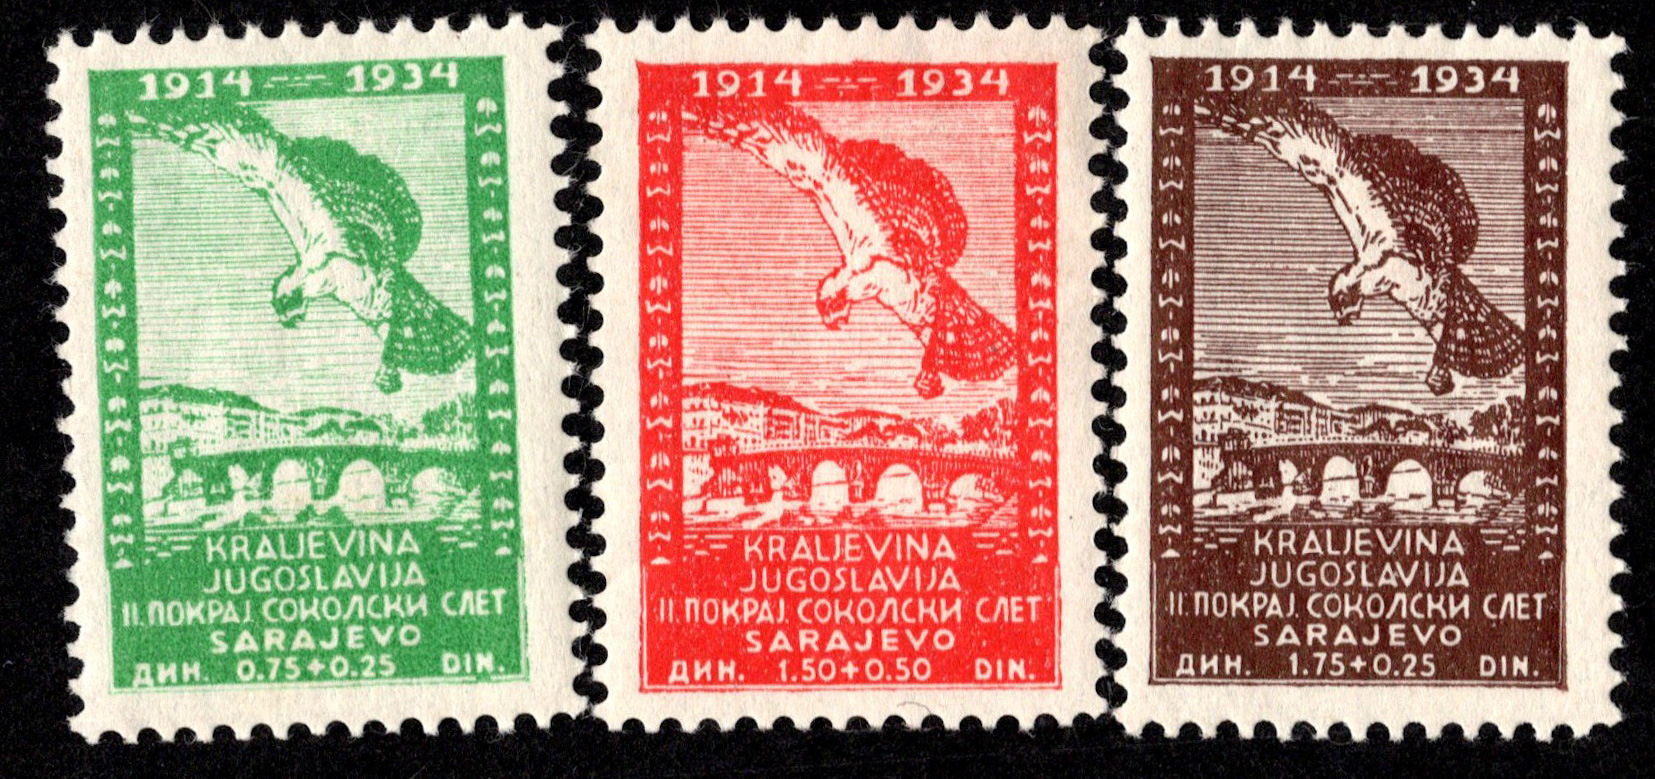 1914 - - - 1934
KRALJEVINA
JUGOSLAVIJA
II. ПОКРАЈ. СОКОЛСКИ СЛЕТ
SARAJEVO
ДИН. 0.75+0.25 DIN.
1914 - - - 1934
KRALJEVINA
JUGOSLAVIJA
II. ПОКРАЈ. СОКОЛСКИ СЛЕТ
SARAJEVO
ДИН. 1.50+0.50 DIN.
1914 - - - 1934
KRALJEVINA
JUGOSLAVIJA
II. ПОКРАЈ. СОКОЛСКИ СЛЕТ
SARAJEVO
ДИН. 1.75+0.25 DIN.